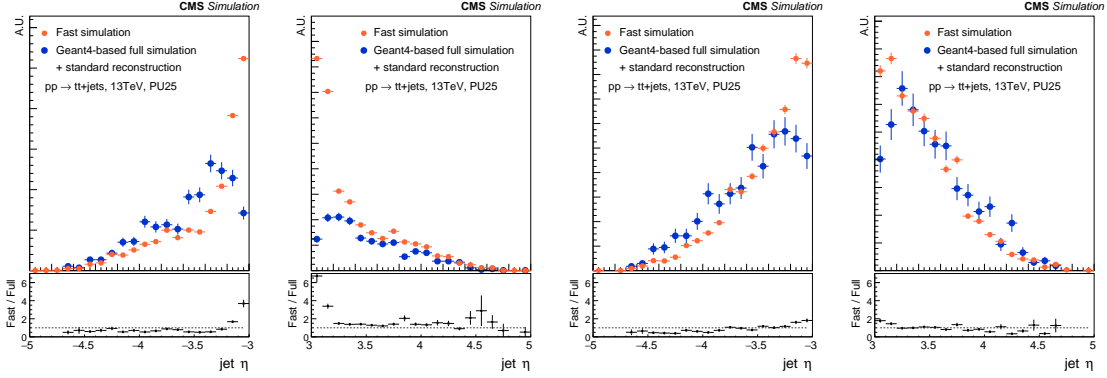 CMS Simulation
A.U.
Fast simulation
Geant4-based full simulation
+ standard reconstruction
pp → tt+jets, 13TeV, PU25
Fast / Full
6
4
2
0
−5 −4.5 −4 −3.5 −3
jet η
CMS Simulation
A.U.
Fast simulation
Geant4-based full simulation
+ standard reconstruction
pp → tt+jets, 13TeV, PU25
Fast / Full
6
4
2
0
3 3.5 4 4.5 5
jet η
CMS Simulation
A.U.
Fast simulation
Geant4-based full simulation
+ standard reconstruction
pp → tt+jets, 13TeV, PU25
Fast / Full
6
4
2
0
−5 −4.5 −4 −3.5 −3
jet η
CMS Simulation
A.U.
Fast simulation
Geant4-based full simulation
+ standard reconstruction
pp → tt+jets, 13TeV, PU25
Fast / Full
6
4
2
0
3 3.5 4 4.5 5
jet η